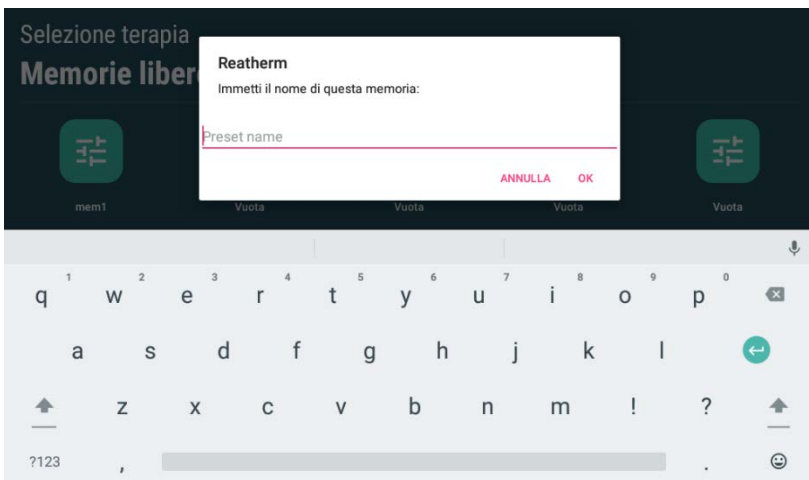 Selezione terapia
Memorie liber
Reatherm
Immetti il nome di questa memoria:
Preset name
ANNULLA OK
mem1 Vuota Vuota Vuota Vuota
1 2 3 4 5 6 7 8 9 0
q w e r t y u i o p
a s d f g h j k l
z x c v b n m ! ?
?123 , .